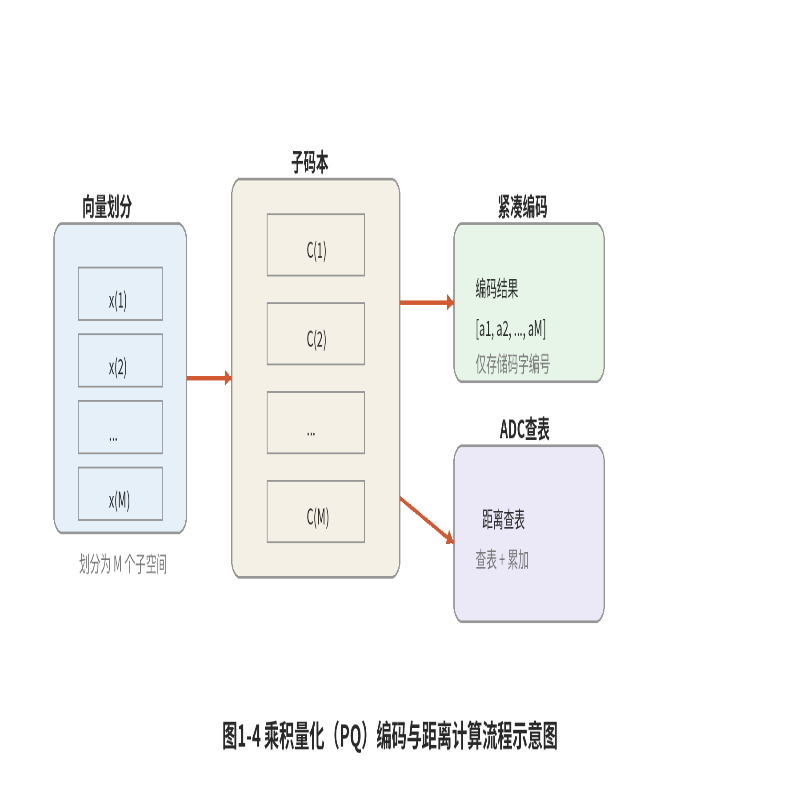 向量划分
x(1)
x(2)
...
x(M)
划分为 M 个子空间
子码本
C(1)
C(2)
...
C(M)
紧凑编码
编码结果
[a1, a2, ..., aM]
仅存储码字编号
ADC查表
距离查表
查表 + 累加
图1-4 乘积量化（PQ）编码与距离计算流程示意图